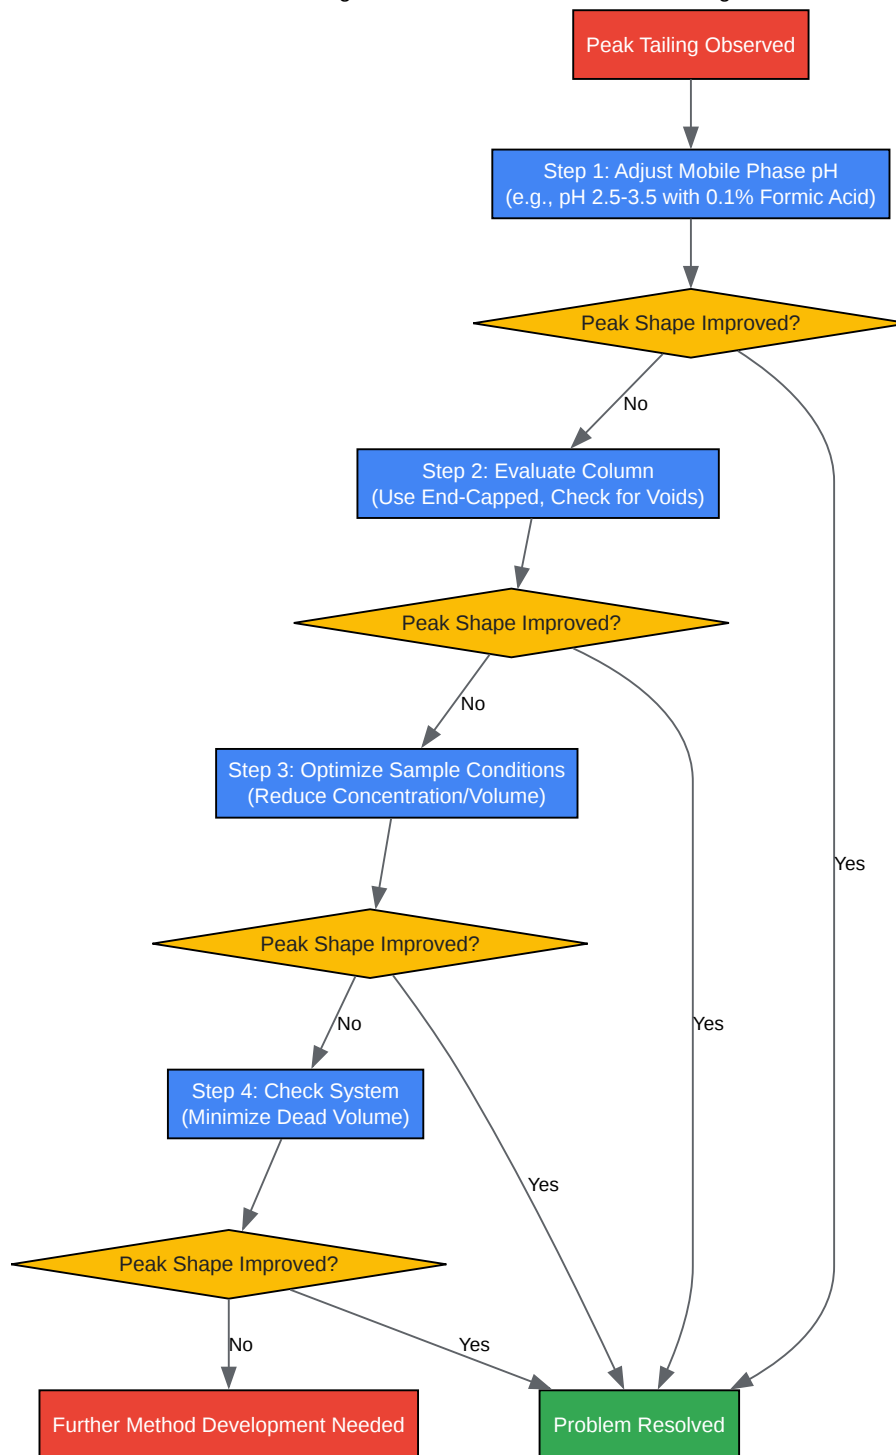 Peak Tailing Observed
Step 1: Adjust Mobile Phase pH
(e.g., pH 2.5-3.5 with 0.1% Formic Acid)
Peak Shape Improved?
No
Step 2: Evaluate Column
(Use End-Capped, Check for Voids)
Peak Shape Improved?
No
Step 3: Optimize Sample Conditions
(Reduce Concentration/Volume)
Yes
Peak Shape Improved?
No
Yes
Step 4: Check System
(Minimize Dead Volume)
Yes
Peak Shape Improved?
No
Yes
Further Method Development Needed
Problem Resolved